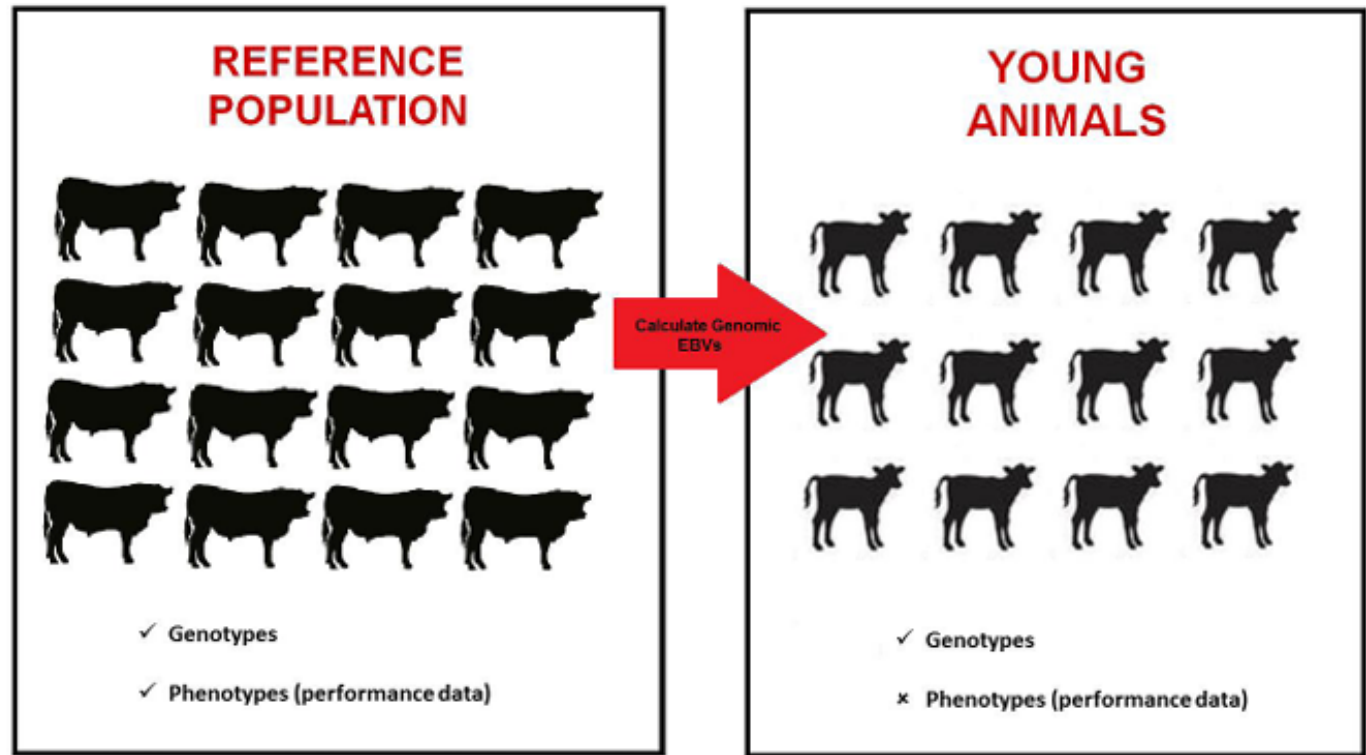 REFERENCE
POPULATION
✓ Genotypes
✓ Phenotypes (performance data)
Calculate Genomic
EBVs
YOUNG
ANIMALS
✓ Genotypes
✗ Phenotypes (performance data)